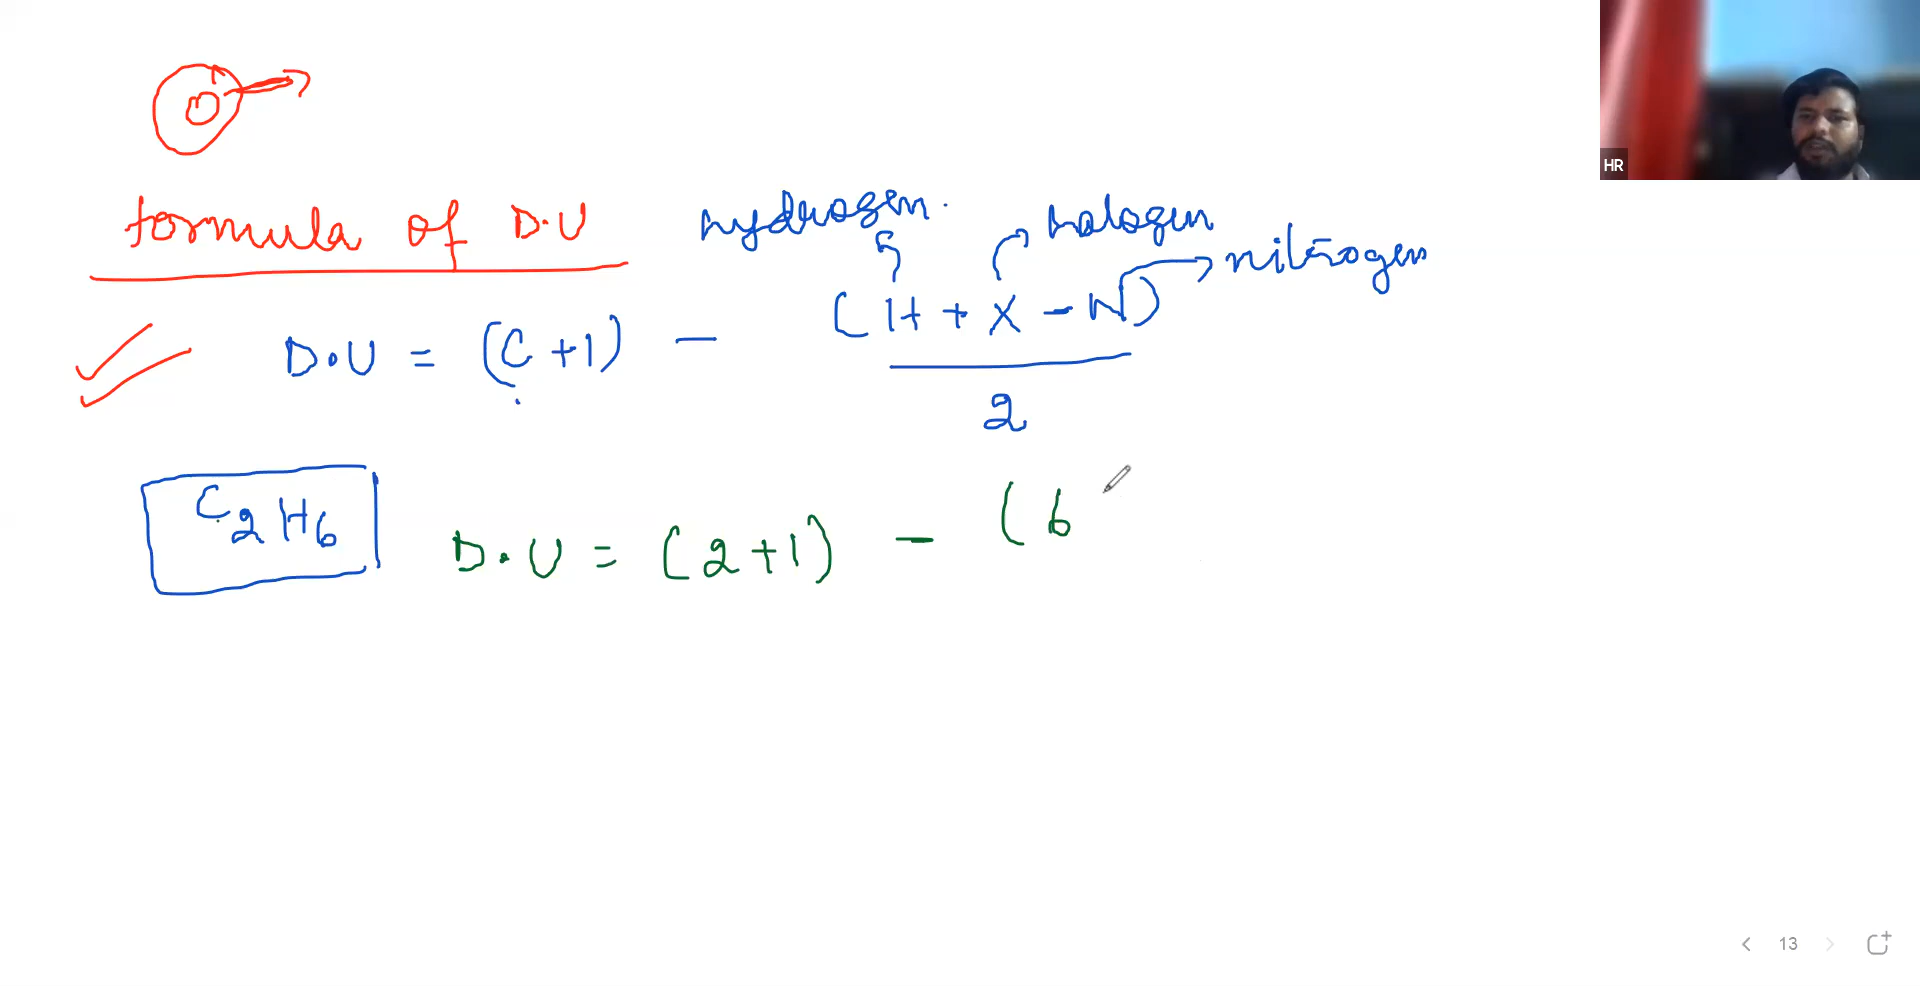 HR
formula of D.U
hydrogen.
halogen
nitrogen
D.U = (C+1) - (H + X - N)
2
C2H6
D.U = (2+1) - ( 6
13